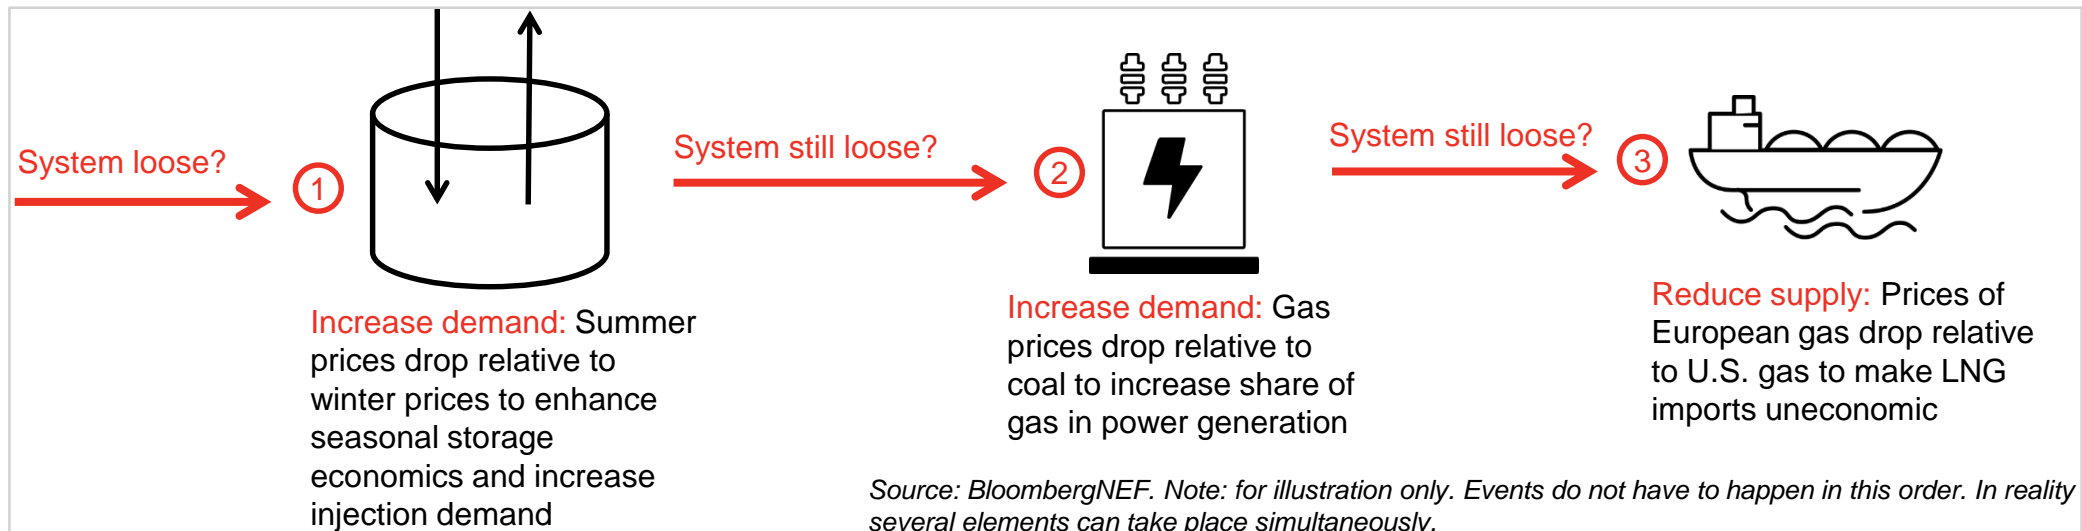 System loose?
1
Increase demand: Summer
prices drop relative to
winter prices to enhance
seasonal storage
economics and increase
injection demand
System still loose?
2
Increase demand: Gas
prices drop relative to
coal to increase share of
gas in power generation
System still loose?
3
Reduce supply: Prices of
European gas drop relative
to U.S. gas to make LNG
imports uneconomic
Source: BloombergNEF. Note: for illustration only. Events do not have to happen in this order. In reality
several elements can take place simultaneously.